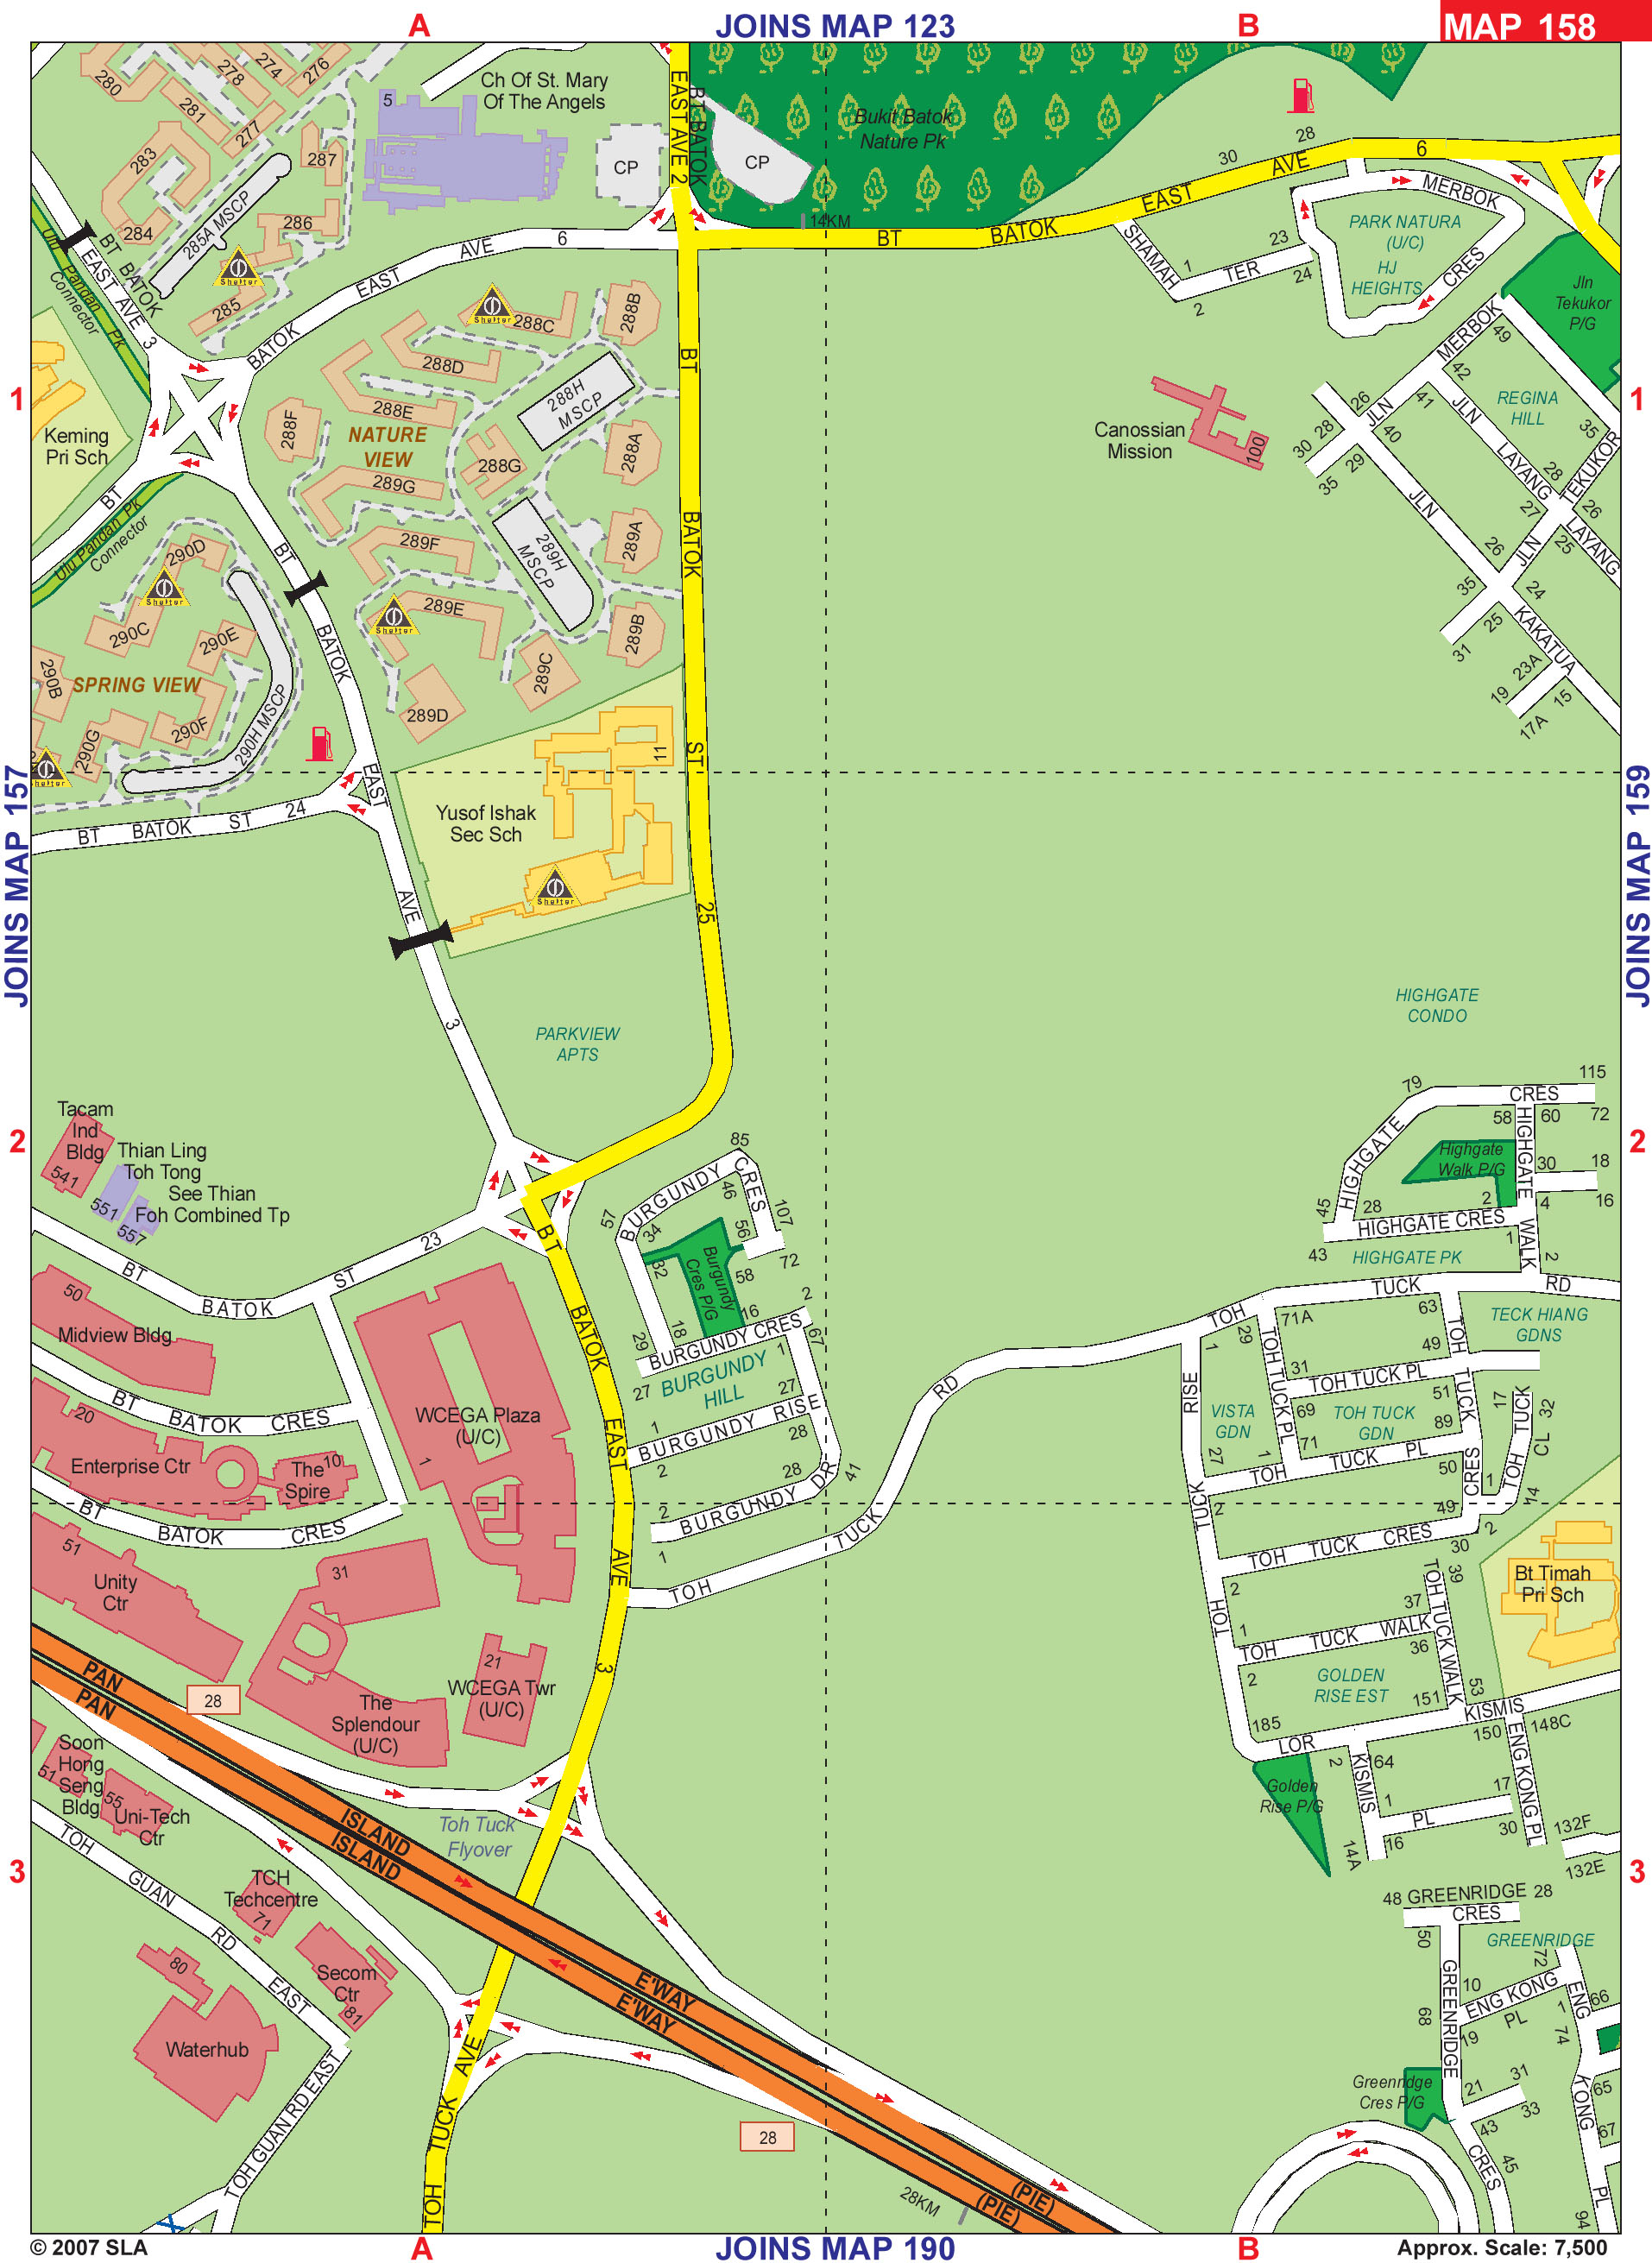 A
JOINS MAP 123
B
MAP 158
280
278
274
276
281
277
283
287
284
285A MSCP
286
285
5
Ch Of St. Mary
Of The Angels
CP
CP
EAST AVE 2
BT BATOK
Bukit Batok
Nature Pk
14KM
28
30
6
BT BATOK EAST AVE
MERBOK
PARK NATURA
(U/C)
HJ
HEIGHTS
CRES
SHAMAH
TER
1
2
23
24
Jln
Tekukor
P/G
BT BATOK
EAST AVE 3
Ulu Pandan Pk
Connector
BATOK EAST AVE 6
288C
288B
288D
288E
288F
288H
MSCP
288A
288G
NATURE
VIEW
289G
289F
289H
MSCP
289A
289E
289B
289C
289D
Shelter
Shelter
Shelter
Shelter
Shelter
Shelter
1
Keming
Pri Sch
BT
Ulu Pandan Pk
Connector
290D
290C
290E
290B
SPRING VIEW
290F
290G
290H MSCP
BT BATOK EAST AVE 3
BT BATOK ST 25
BT BATOK ST 24
Yusof Ishak
Sec Sch
11
PARKVIEW
APTS
Canossian
Mission
100
JLN MERBOK
49
42
41
40
26
28
30
29
35
REGINA
HILL
JLN LAYANG
LAYANG
35
28
27
26
25
JLN TEKUKOR
JLN KAKATUA
26
35
24
25
31
23A
19
15
17A
1
JOINS MAP 157
JOINS MAP 159
HIGHGATE
CONDO
2
Tacam
Ind
Bldg
541
Thian Ling
Toh Tong
551
See Thian
Foh Combined Tp
557
BT BATOK ST 23
50
Midview Bldg
BT BATOK CRES
20
Enterprise Ctr
The
Spire
10
BT BATOK CRES
WCEGA Plaza
(U/C)
1
BT BATOK EAST AVE 3
BURGUNDY CRES
85
57
34
46
56
107
72
58
32
Burgundy
Cres P/G
29
18
16
2
BURGUNDY CRES
67
1
27
BURGUNDY
HILL
27
1
BURGUNDY RISE
2
28
28
41
2
BURGUNDY DR
1
TOH TUCK RD
79
115
CRES
58
60
72
HIGHGATE
HIGHGATE WALK
Highgate
Walk P/G
30
18
2
4
16
45
28
HIGHGATE CRES
1
2
43
HIGHGATE PK
2
TOH TUCK RD
1
29
71A
63
TECK HIANG
GDNS
TOH TUCK RISE
TOH TUCK PL
31
49
TOH TUCK PL
51
VISTA
GDN
69
TOH TUCK
GDN
89
27
1
71
TOH TUCK PL
50
TOH TUCK CRES
17
32
TOH TUCK CL
1
14
2
49
2
TOH TUCK CRES
30
2
TOH TUCK WALK
39
37
1
TOH TUCK WALK
36
2
GOLDEN
RISE EST
151
53
185
LOR KISMIS
150
148C
Bt Timah
Pri Sch
Golden
Rise P/G
2
64
KISMIS
1
17
PL
16
30
14A
ENG KONG PL
132F
132E
51
Unity
Ctr
31
The
Splendour
(U/C)
21
WCEGA Twr
(U/C)
PAN ISLAND E'WAY (PIE)
PAN ISLAND E'WAY (PIE)
28
Toh Tuck
Flyover
Soon
Hong
Seng
Bldg
51
55
Uni-Tech
Ctr
3
TOH GUAN RD EAST
TCH
Techcentre
71
Secom
Ctr
81
80
Waterhub
TOH GUAN RD EAST
TOH TUCK AVE
28
28KM
48 GREENRIDGE 28
CRES
50
GREENRIDGE
72
10
ENG KONG
PL
1
66
68
19
74
GREENRIDGE
CRES
Greenridge
Cres P/G
21
31
33
43
45
ENG KONG PL
65
67
94
3
© 2007 SLA
A
JOINS MAP 190
B
Approx. Scale: 7,500